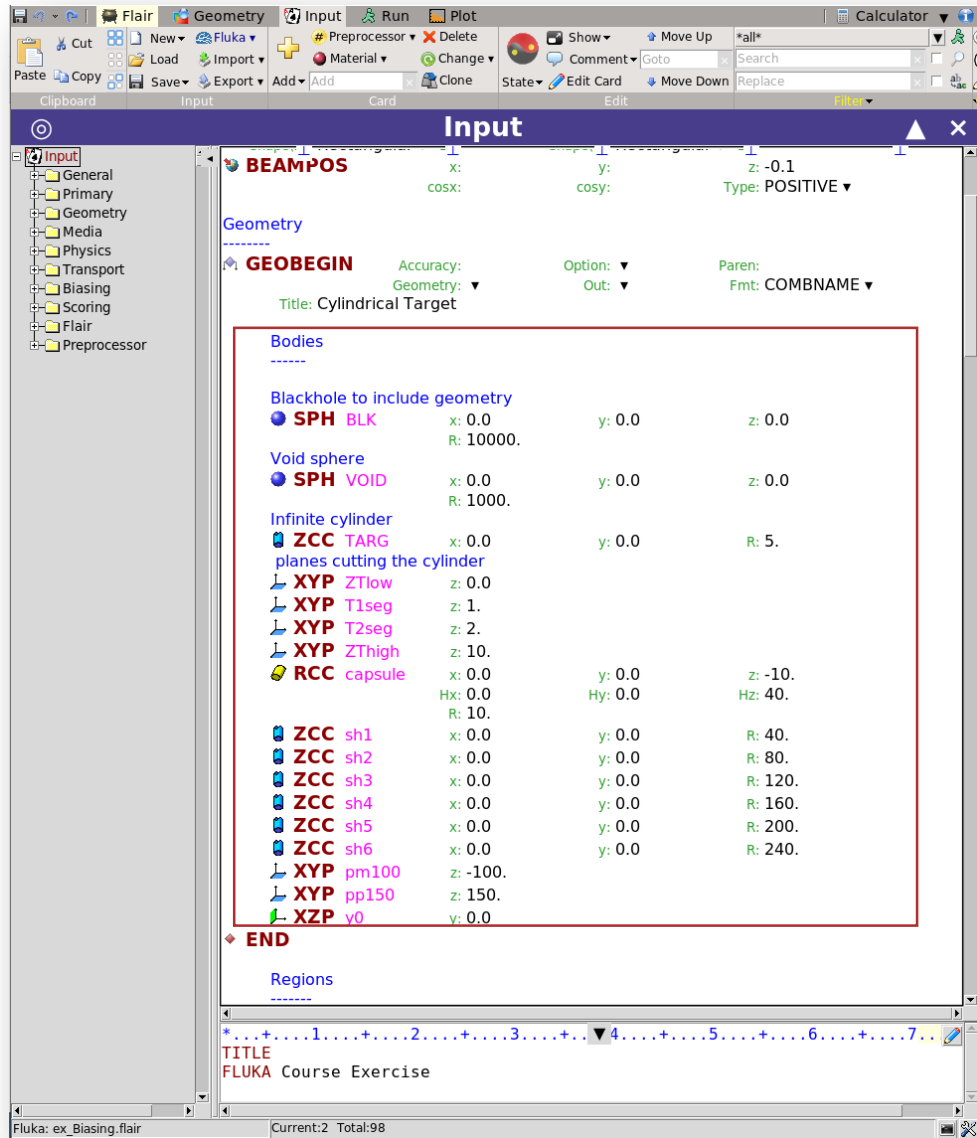 Flair Geometry Input Run Plot Calculator
Cut New Fluka Preprocessor Delete Show Move Up *all*
Load Import Material Change Comment Goto Search
Paste Copy Save Export Add Add Clone State Edit Card Move Down Replace
Clipboard Input Card Edit Filter
Input
Input
General
Primary
Geometry
Media
Physics
Transport
Biasing
Scoring
Flair
Preprocessor
BEAMPOS x: y: z: -0.1
cosx: cosy: Type: POSITIVE
Geometry
--------
GEOBEGIN Accuracy: Option: Paren:
Geometry: Out: Fmt: COMBNAME
Title: Cylindrical Target
Bodies
------
Blackhole to include geometry
SPH BLK x: 0.0 y: 0.0 z: 0.0
R: 10000.
Void sphere
SPH VOID x: 0.0 y: 0.0 z: 0.0
R: 1000.
Infinite cylinder
ZCC TARG x: 0.0 y: 0.0 R: 5.
planes cutting the cylinder
XYP ZTlow z: 0.0
XYP T1seg z: 1.
XYP T2seg z: 2.
XYP ZThigh z: 10.
RCC capsule x: 0.0 y: 0.0 z: -10.
Hx: 0.0 Hy: 0.0 Hz: 40.
R: 10.
ZCC sh1 x: 0.0 y: 0.0 R: 40.
ZCC sh2 x: 0.0 y: 0.0 R: 80.
ZCC sh3 x: 0.0 y: 0.0 R: 120.
ZCC sh4 x: 0.0 y: 0.0 R: 160.
ZCC sh5 x: 0.0 y: 0.0 R: 200.
ZCC sh6 x: 0.0 y: 0.0 R: 240.
XYP pm100 z: -100.
XYP pp150 z: 150.
XZP y0 y: 0.0
END
Regions
-------
*...+....1....+....2....+....3....+.. 4....+....5....+....6....+....7..
TITLE
FLUKA Course Exercise
Fluka: ex_Biasing.flair Current:2 Total:98